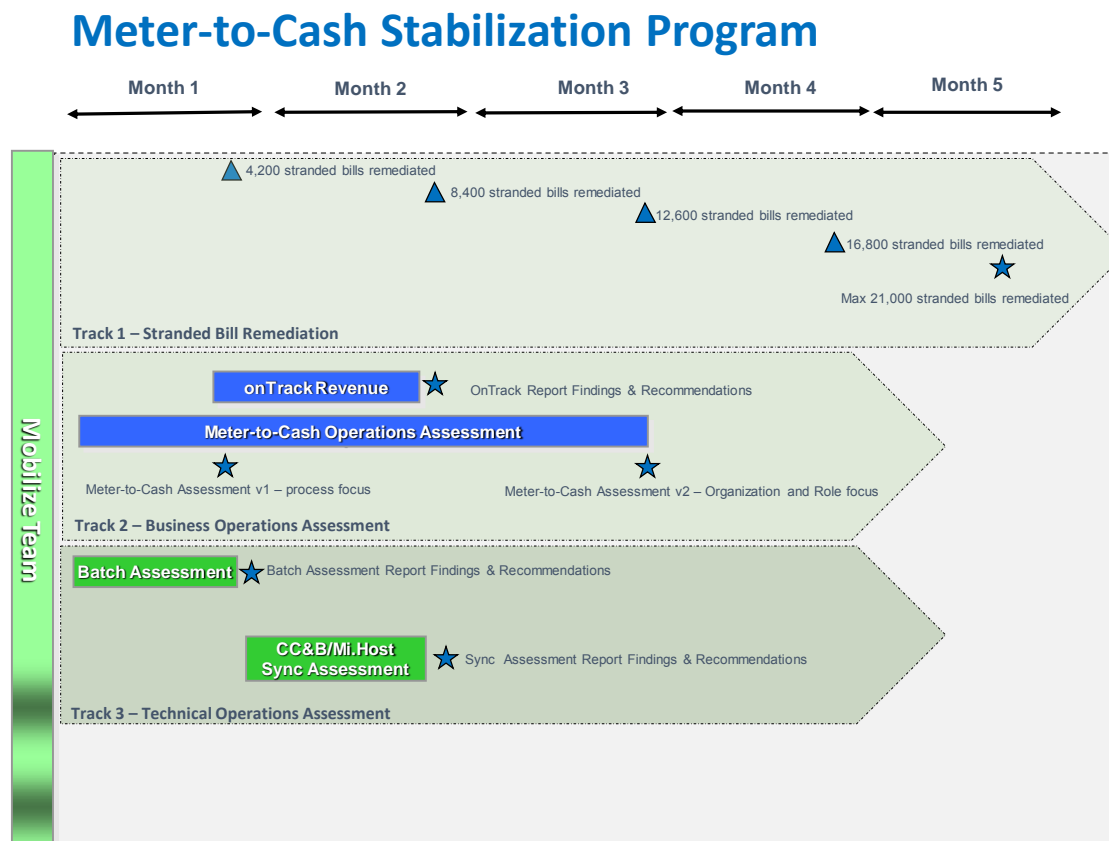 Meter-to-Cash Stabilization Program
Month 1
Month 2
Month 3
Month 4
Month 5
Mobilize Team
4,200 stranded bills remediated
8,400 stranded bills remediated
12,600 stranded bills remediated
16,800 stranded bills remediated
Max 21,000 stranded bills remediated
Track 1 – Stranded Bill Remediation
onTrack Revenue
OnTrack Report Findings & Recommendations
Meter-to-Cash Operations Assessment
Meter-to-Cash Assessment v1 – process focus
Meter-to-Cash Assessment v2 – Organization and Role focus
Track 2 – Business Operations Assessment
Batch Assessment
Batch Assessment Report Findings & Recommendations
CC&B/Mi.Host
Sync Assessment
Sync Assessment Report Findings & Recommendations
Track 3 – Technical Operations Assessment